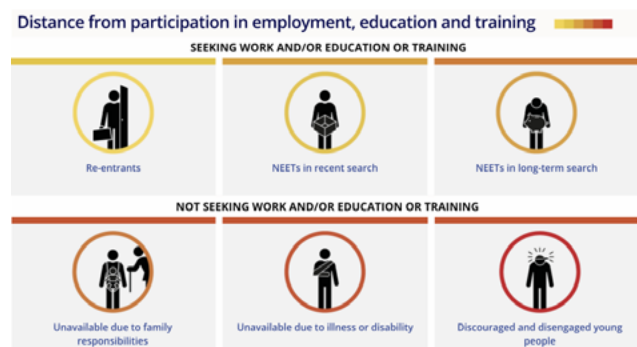 Distance from participation in employment, education and training
SEEKING WORK AND/OR EDUCATION OR TRAINING
Re-entrants
NEETs in recent search
NEETs in long-term search
NOT SEEKING WORK AND/OR EDUCATION OR TRAINING
Unavailable due to family
responsibilities
Unavailable due to illness or disability
Discouraged and disengaged young
people